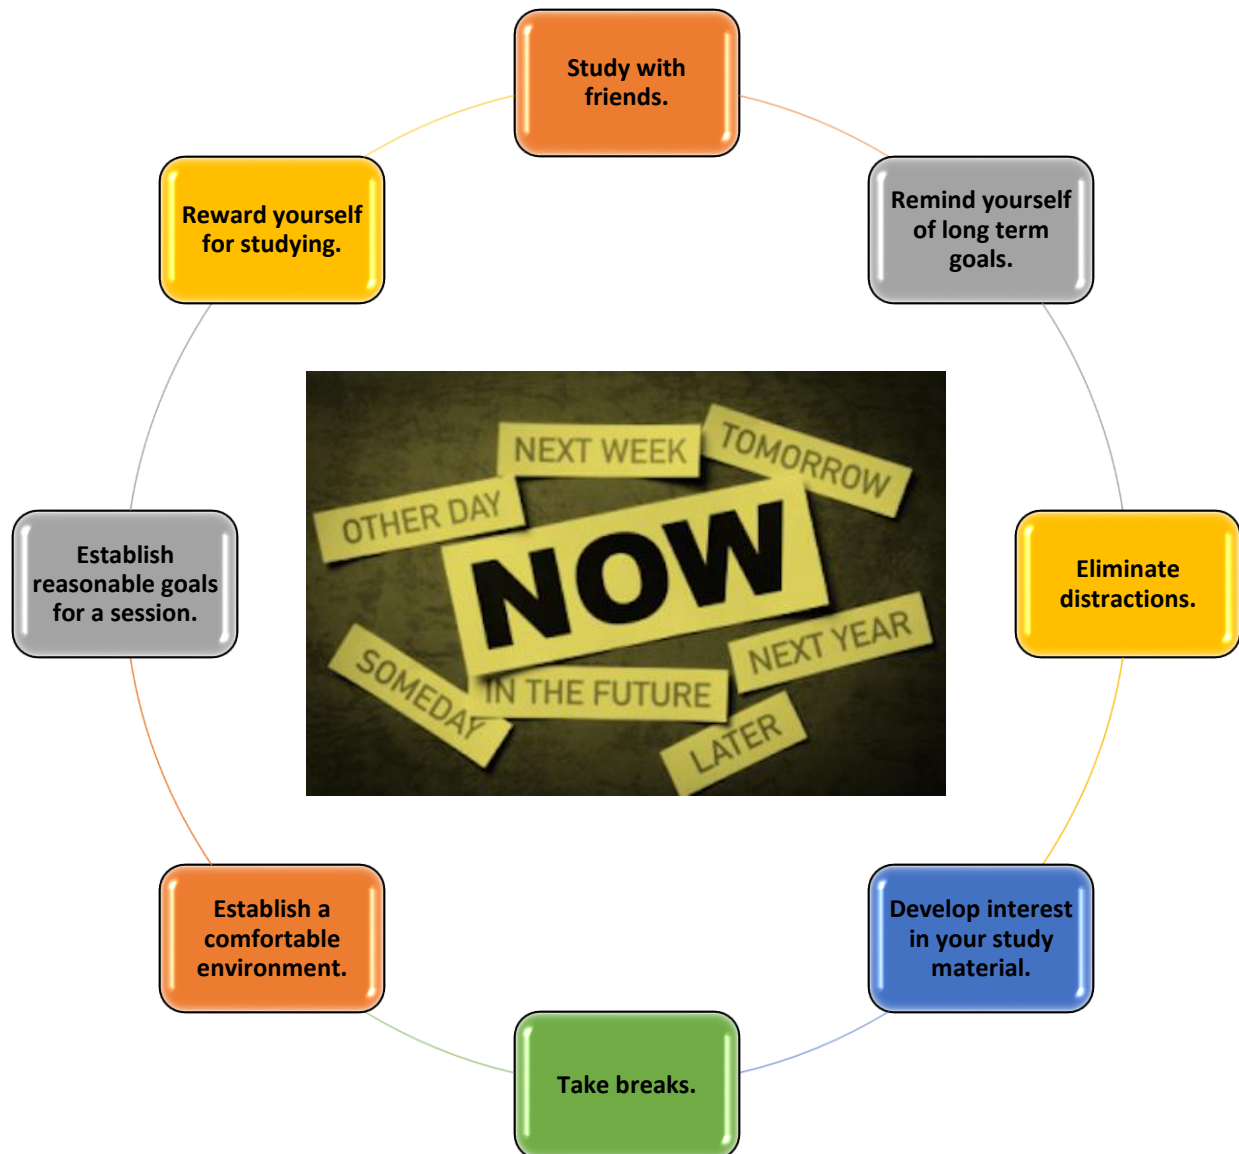 Study with
friends.
Remind yourself
of long term
goals.
Eliminate
distractions.
Develop interest
in your study
material.
Take breaks.
Establish a
comfortable
environment.
Establish
reasonable goals
for a session.
Reward yourself
for studying.
NEXT WEEK
TOMORROW
OTHER DAY
NOW
NEXT YEAR
SOMEDAY
IN THE FUTURE
LATER